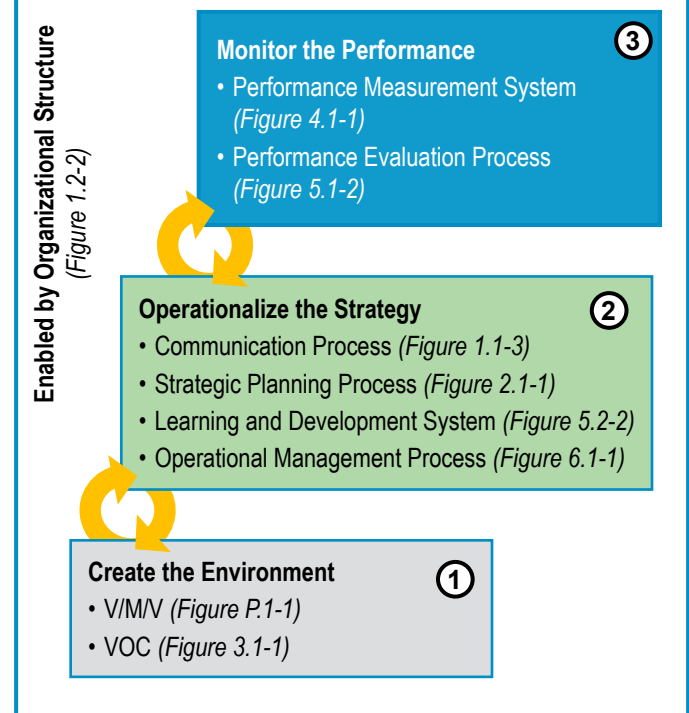 Enabled by Organizational Structure
(Figure 1.2-2)
Monitor the Performance
3
• Performance Measurement System
(Figure 4.1-1)
• Performance Evaluation Process
(Figure 5.1-2)
Operationalize the Strategy
2
• Communication Process (Figure 1.1-3)
• Strategic Planning Process (Figure 2.1-1)
• Learning and Development System (Figure 5.2-2)
• Operational Management Process (Figure 6.1-1)
Create the Environment
1
• V/M/V (Figure P.1-1)
• VOC (Figure 3.1-1)